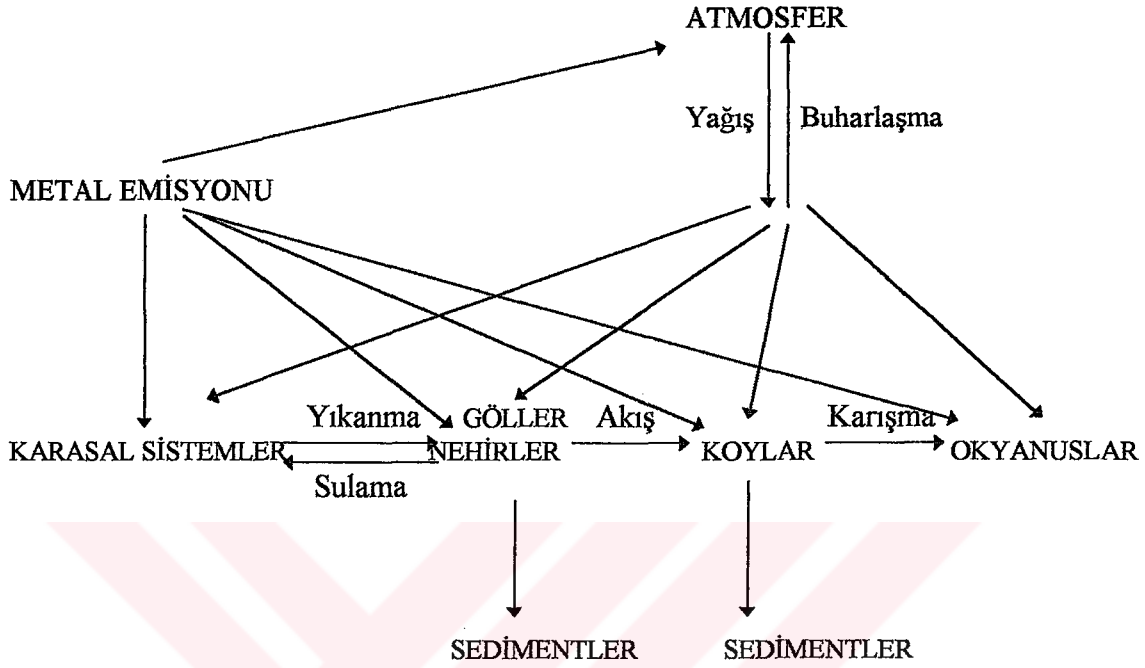 ATMOSFER
Yağış Buharlaşma
METAL EMİSYONU
Yıkanma GÖLLER Akış Karışma
KARASAL SİSTEMLER NEHİRLER KOYLAR OKYANUSLAR
Sulama
SEDİMENTLER SEDİMENTLER